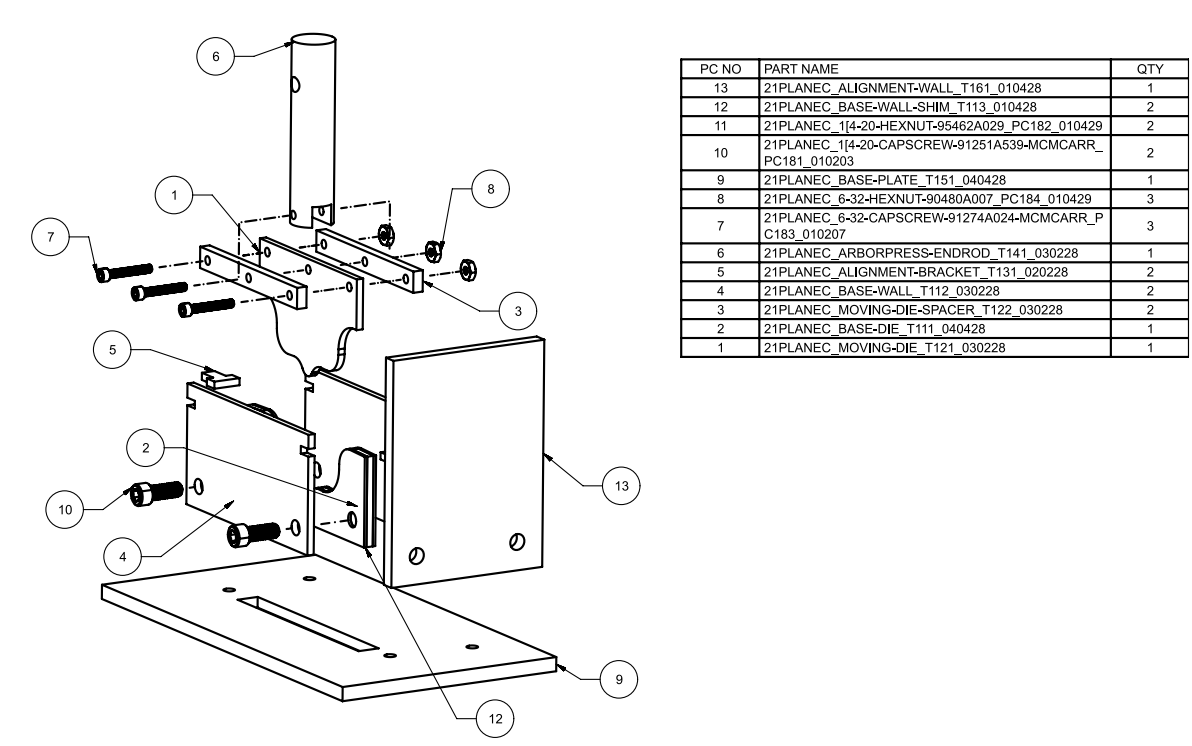 6
1
8
7
3
5
2
13
10
4
9
12
PC NO PART NAME QTY
13 21PLANEC_ALIGNMENT-WALL_T161_010428 1
12 21PLANEC_BASE-WALL-SHIM_T113_010428 2
11 21PLANEC_1[4-20-HEXNUT-95462A029_PC182_010429 2
10 21PLANEC_1[4-20-CAPSCREW-91251A539-MCMCARR_ 2
PC181_010203
9 21PLANEC_BASE-PLATE_T151_040428 1
8 21PLANEC_6-32-HEXNUT-90480A007_PC184_010429 3
7 21PLANEC_6-32-CAPSCREW-91274A024-MCMCARR_P 3
C183_010207
6 21PLANEC_ARBORPRESS-ENDROD_T141_030228 1
5 21PLANEC_ALIGNMENT-BRACKET_T131_020228 2
4 21PLANEC_BASE-WALL_T112_030228 2
3 21PLANEC_MOVING-DIE-SPACER_T122_030228 2
2 21PLANEC_BASE-DIE_T111_040428 1
1 21PLANEC_MOVING-DIE_T121_030228 1